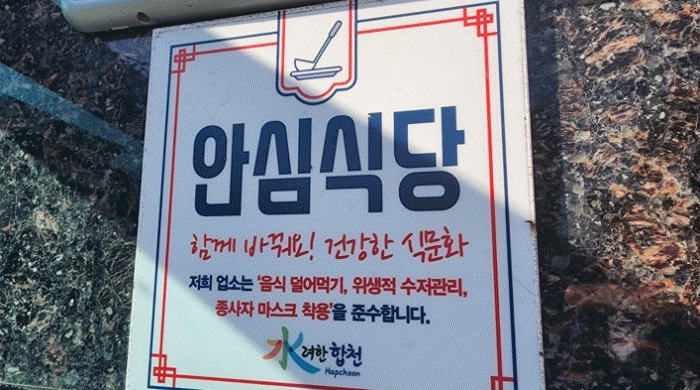 안심식당
함께 바꿔요! 건강한 식문화
저희 업소는 '음식 덜어먹기, 위생적 수저관리,
종사자 마스크 착용'을 준수합니다.
水려한 합천
Hapcheon